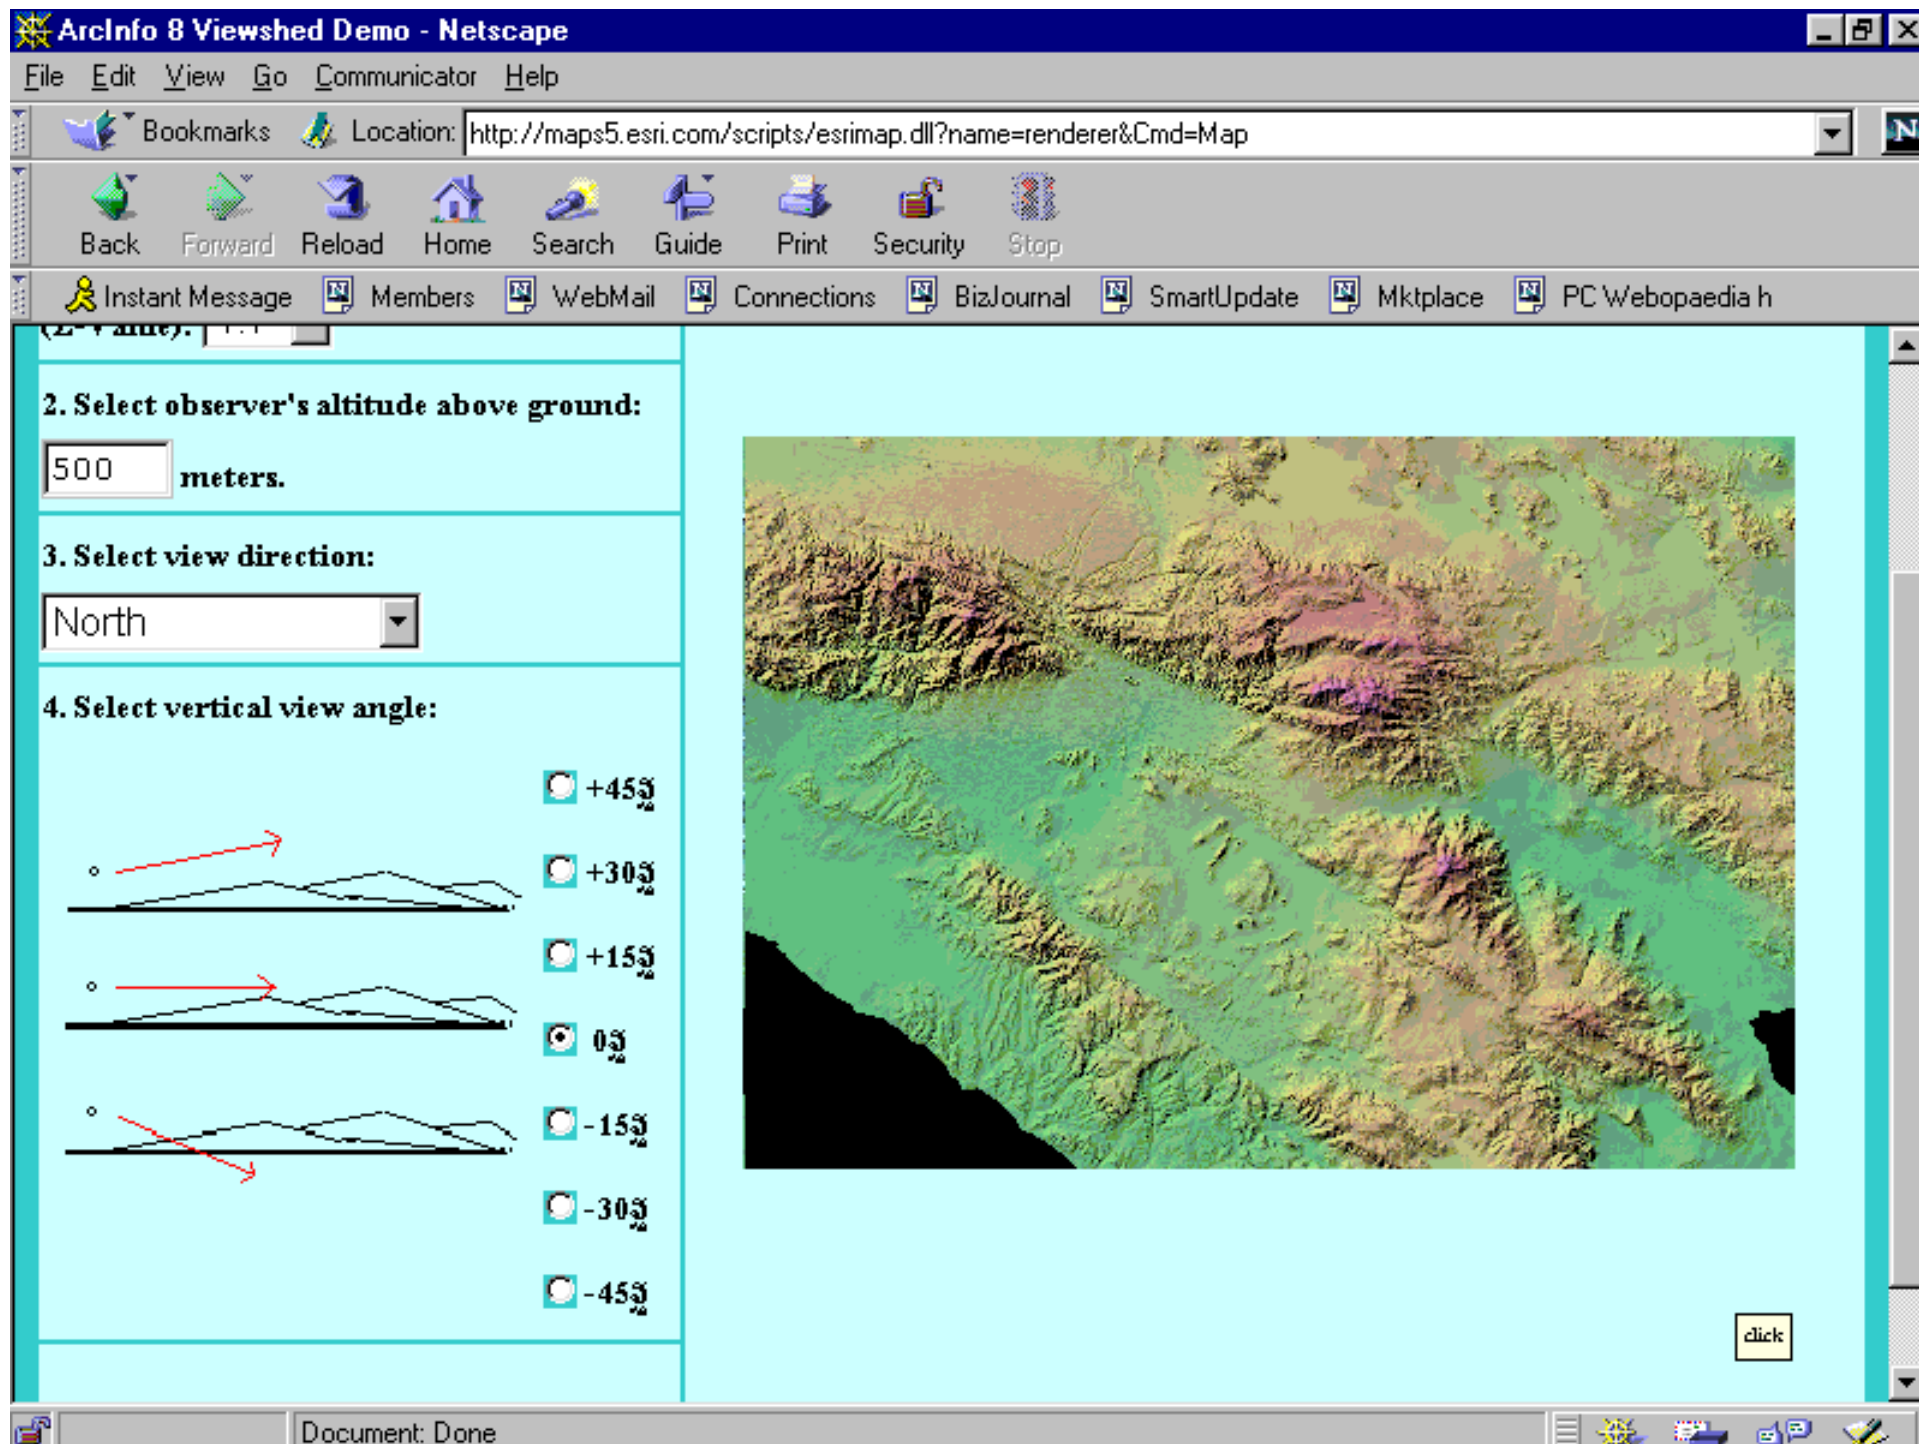 ArcInfo 8 Viewshed Demo - Netscape
File Edit View Go Communicator Help
Bookmarks Location: http://maps5.esri.com/scripts/esrimap.dll?name=renderer&Cmd=Map
N
Back Forward Reload Home Search Guide Print Security Stop
Instant Message Members WebMail Connections BizJournal SmartUpdate Mktplace PC Webopaedia h
(Z-Value):
2. Select observer's altitude above ground:
500 meters.
3. Select view direction:
North
4. Select vertical view angle:
+45
+30
+15
0
-15
-30
-45
click
Document: Done